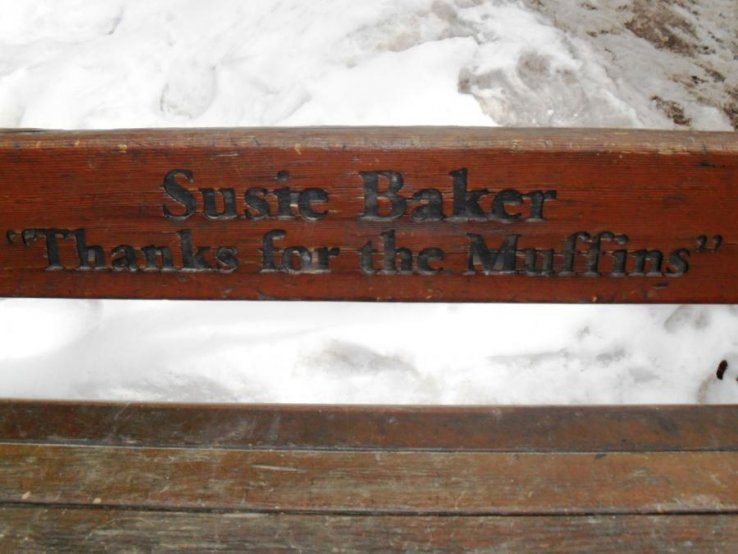 Susie Baker
"Thanks for the Muffins"